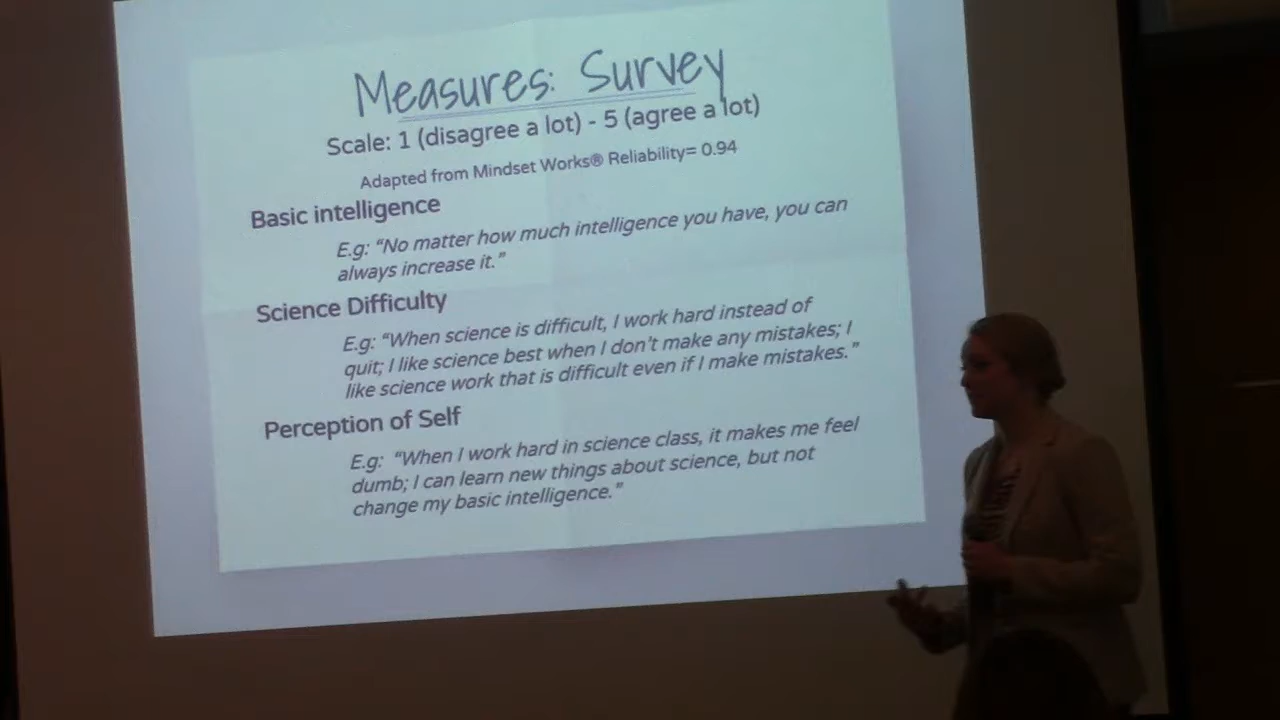 Measures: Survey
Scale: 1 (disagree a lot) - 5 (agree a lot)
Adapted from Mindset Works® Reliability= 0.94
Basic intelligence
E.g: “No matter how much intelligence you have, you can
always increase it.”
Science Difficulty
E.g: “When science is difficult, I work hard instead of
quit; I like science best when I don’t make any mistakes; I
like science work that is difficult even if I make mistakes.”
Perception of Self
E.g: “When I work hard in science class, it makes me feel
dumb; I can learn new things about science, but not
change my basic intelligence.”